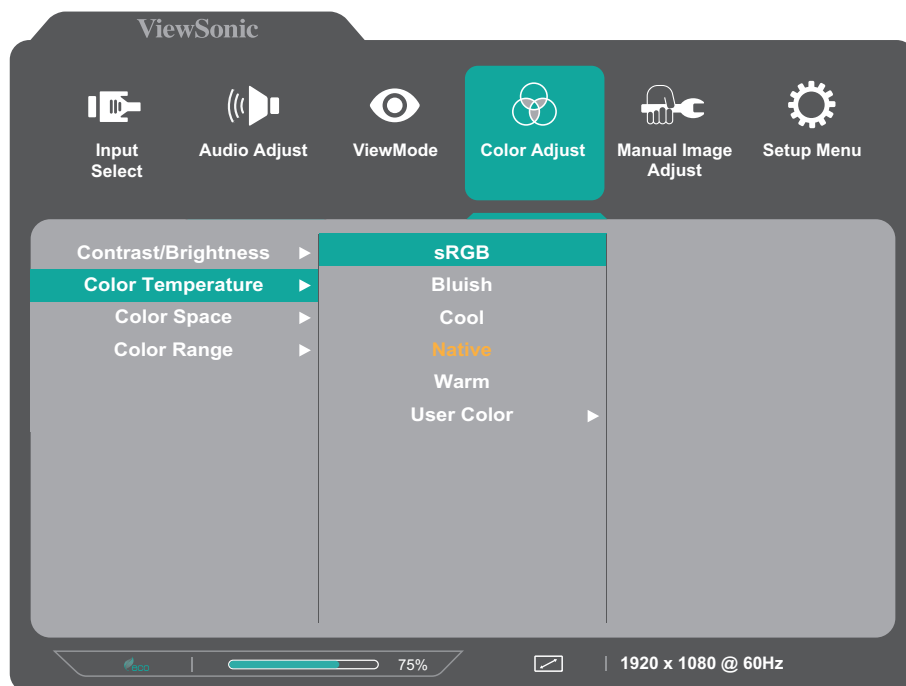 ViewSonic
Input
Select
Audio Adjust
ViewMode
Color Adjust
Manual Image
Adjust
Setup Menu
Contrast/Brightness
Color Temperature
Color Space
Color Range
sRGB
Bluish
Cool
Native
Warm
User Color
eco
75%
1920 x 1080 @ 60Hz